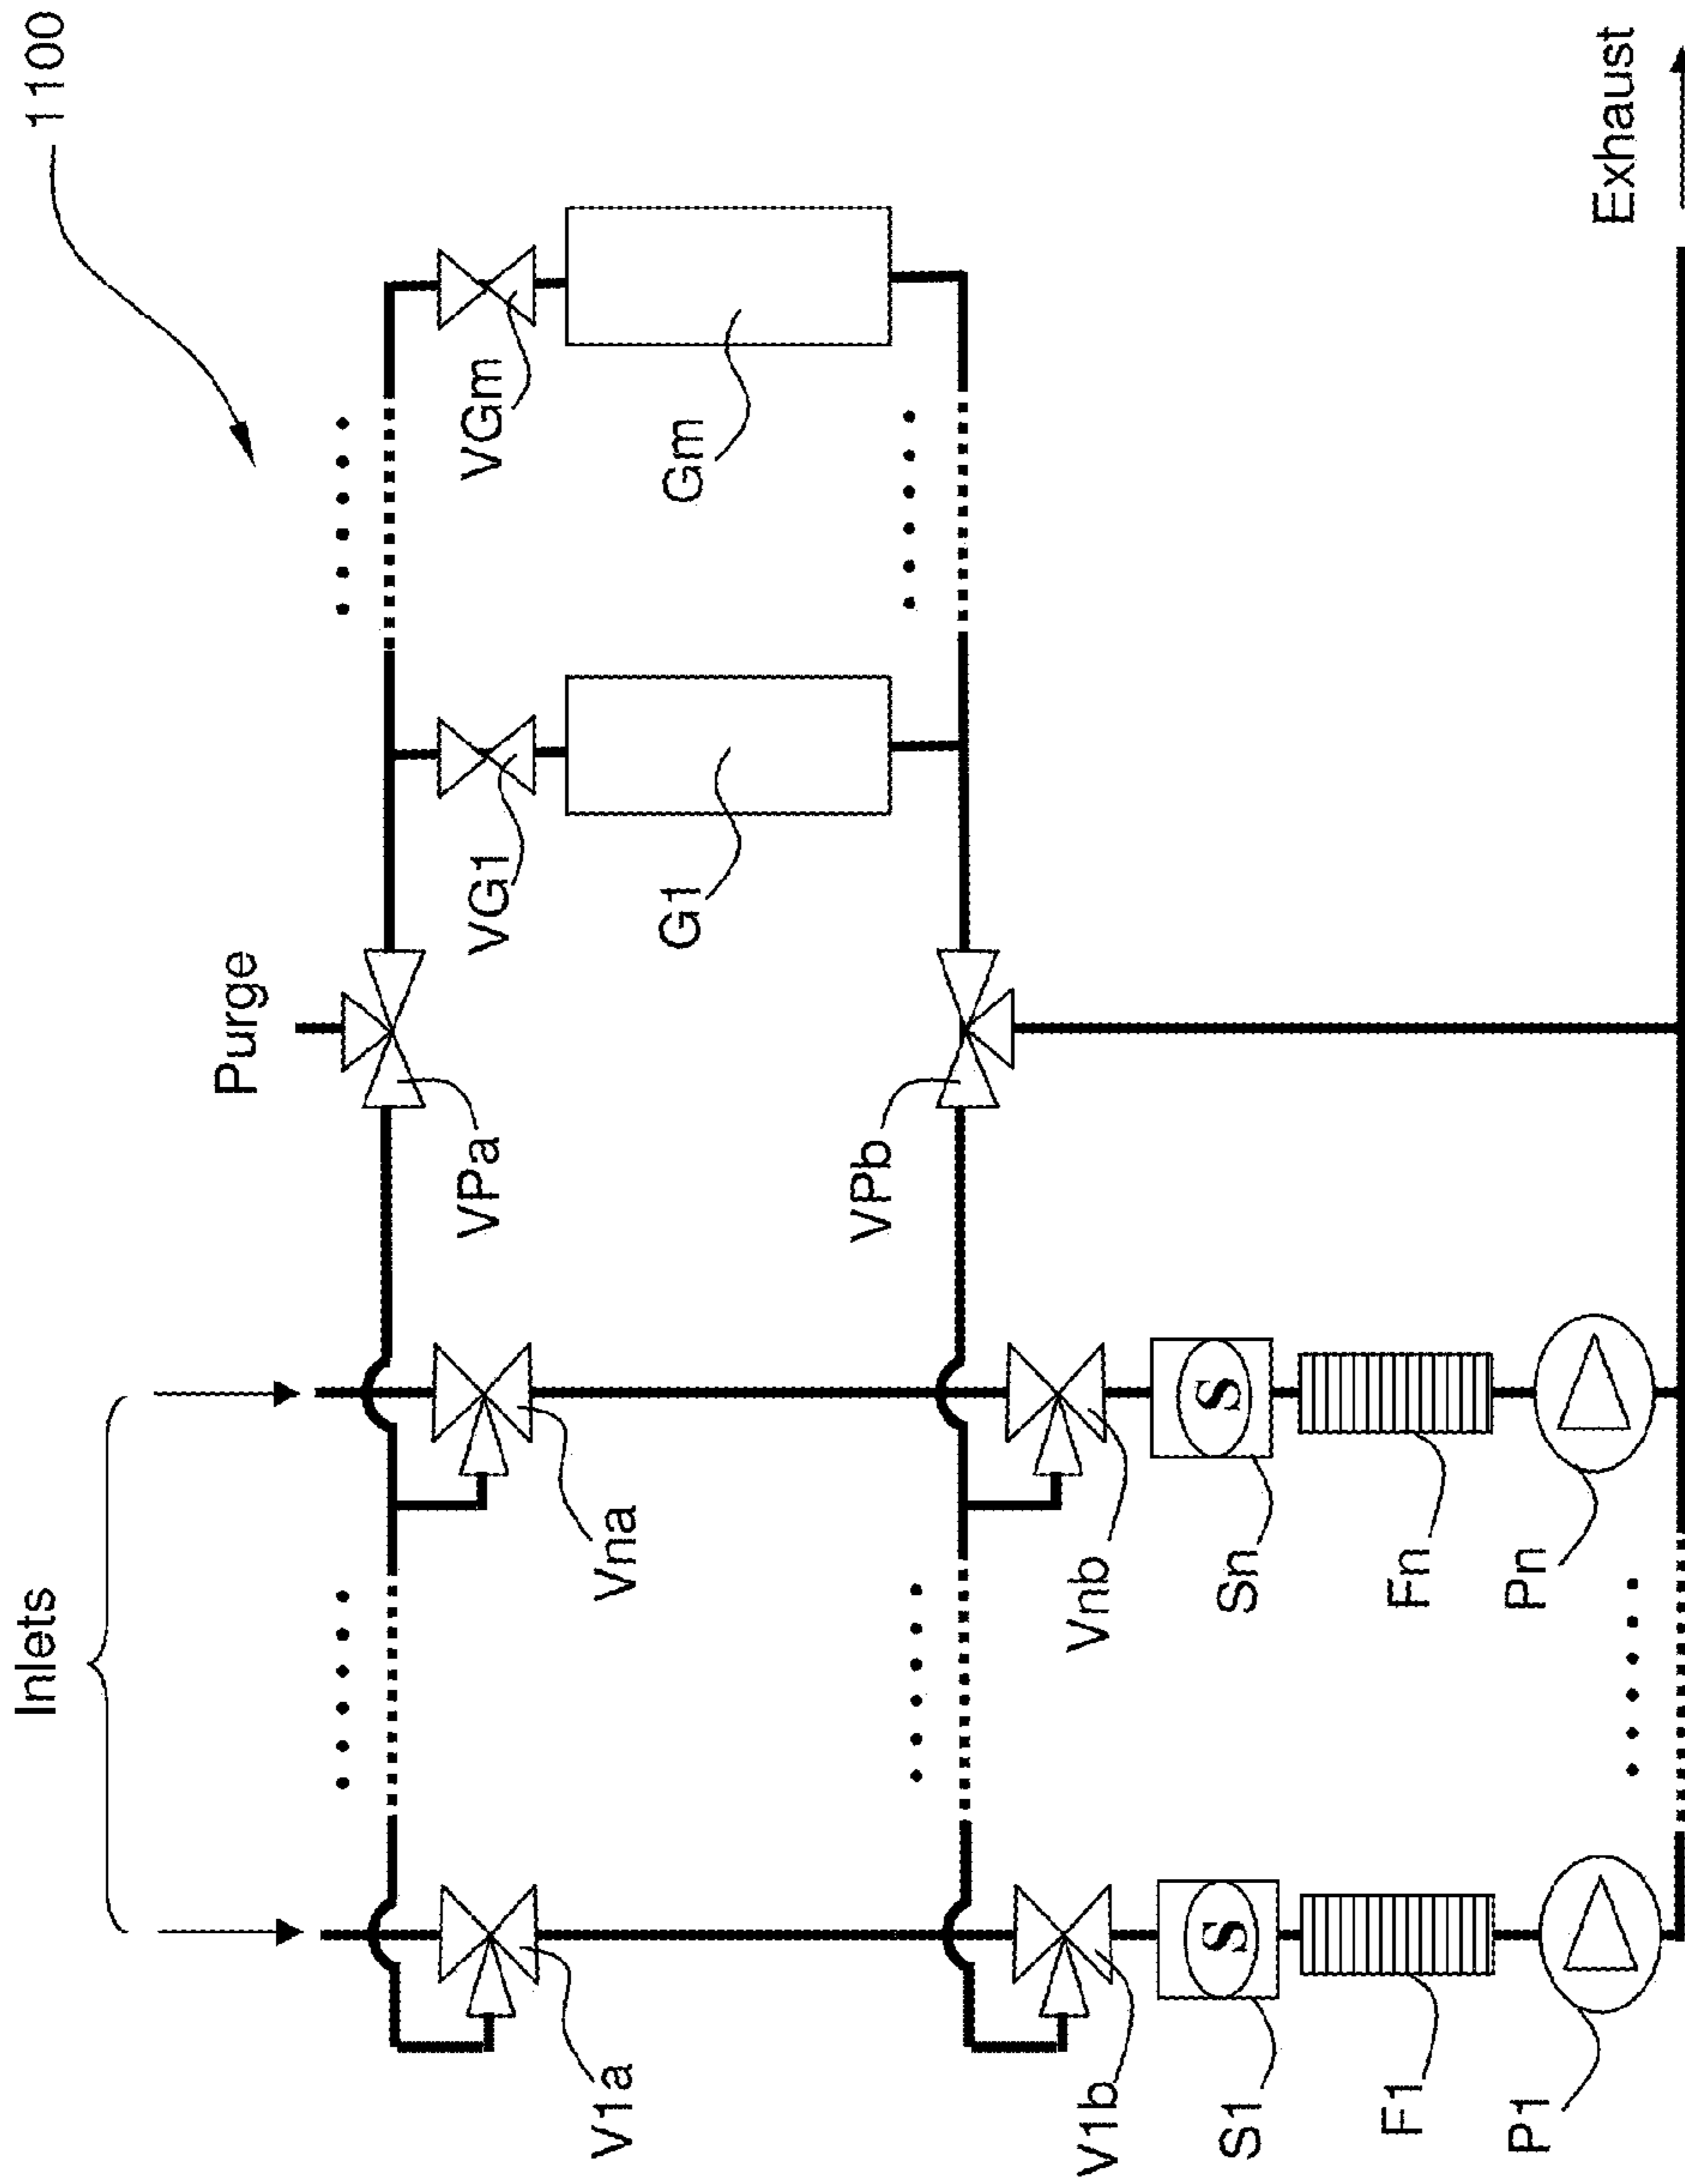 1100
Inlets
Purge
VPa
VG1
VGm
G1
Gm
V1a
Vna
VPb
V1b
Vnb
S
S
S1
Sn
F1
Fn
P1
Pn
Exhaust